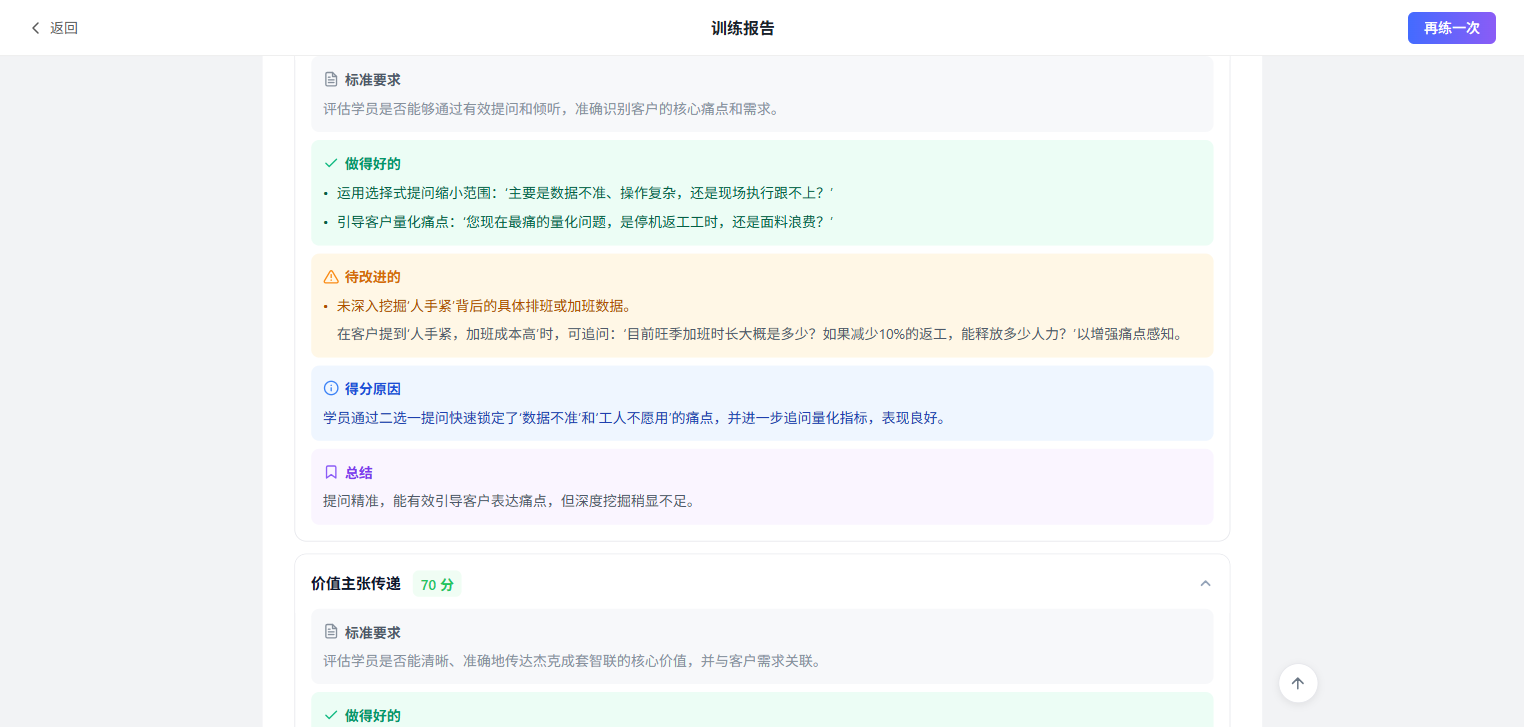 返回
训练报告
再练一次
标准要求
评估学员是否能够通过有效提问和倾听，准确识别客户的核心痛点和需求。
做得好的
• 运用选择式提问缩小范围：'主要是数据不准、操作复杂，还是现场执行跟不上？'
• 引导客户量化痛点：'您现在最痛的量化问题，是停机返工工时，还是面料浪费？'
待改进的
• 未深入挖掘'人手紧'背后的具体排班或加班数据。
在客户提到'人手紧，加班成本高'时，可追问：'目前旺季加班时长大概是多少？如果减少10%的返工，能释放多少人力？'以增强痛点感知。
得分原因
学员通过二选一提问快速锁定了'数据不准'和'工人不愿用'的痛点，并进一步追问量化指标，表现良好。
总结
提问精准，能有效引导客户表达痛点，但深度挖掘稍显不足。
价值主张传递 70 分
标准要求
评估学员是否能清晰、准确地传达杰克成套智联的核心价值，并与客户需求关联。
做得好的